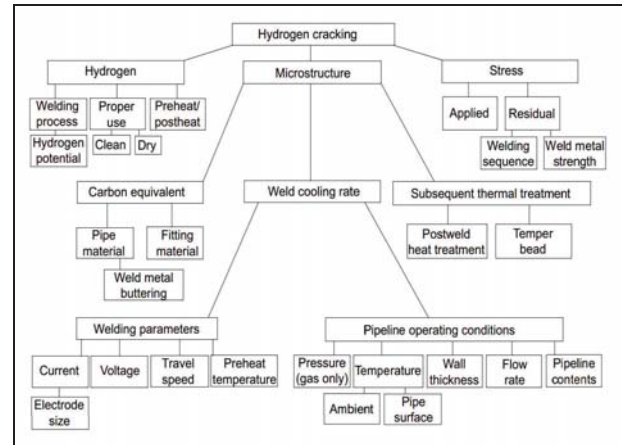 Hydrogen cracking
Hydrogen
Microstructure
Stress
Welding
process
Proper
use
Preheat/
postheat
Applied
Residual
Hydrogen
potential
Clean
Dry
Welding
sequence
Weld metal
strength
Carbon equivalent
Weld cooling rate
Subsequent thermal treatment
Pipe
material
Fitting
material
Postweld
heat treatment
Temper
bead
Weld metal
buttering
Welding parameters
Pipeline operating conditions
Current
Voltage
Travel
speed
Preheat
temperature
Pressure
(gas only)
Temperature
Wall
thickness
Flow
rate
Pipeline
contents
Electrode
size
Ambient
Pipe
surface